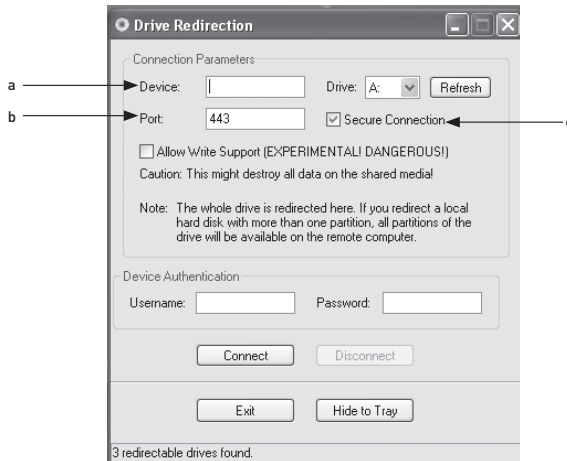 Drive Redirection
Connection Parameters
a
Device:
Drive: A: Refresh
b
Port: 443
Secure Connection
Allow Write Support (EXPERIMENTAL! DANGEROUS!)
Caution: This might destroy all data on the shared media!
Note: The whole drive is redirected here. If you redirect a local
hard disk with more than one partition, all partitions of the
drive will be available on the remote computer.
Device Authentication
Username: Password:
Connect Disconnect
Exit Hide to Tray
3 redirectable drives found.